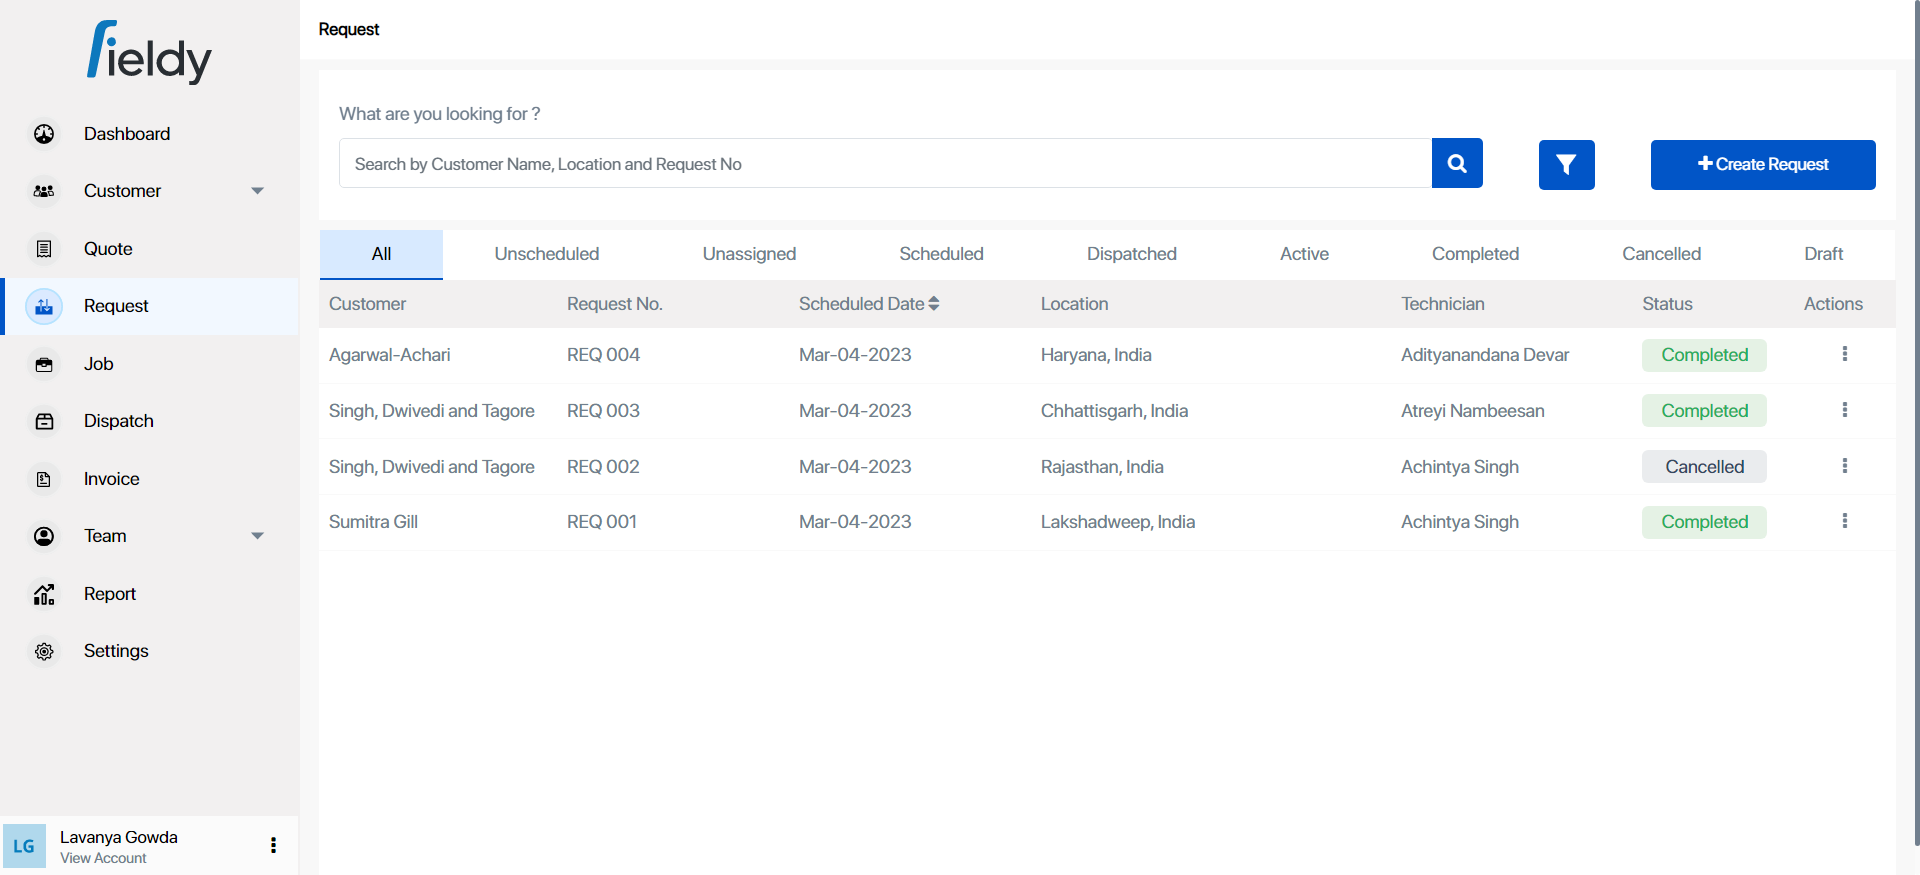 fieldy
Dashboard
Customer
Quote
Request
Job
Dispatch
Invoice
Team
Report
Settings
LG
Lavanya Gowda
View Account
Request
What are you looking for ?
Search by Customer Name, Location and Request No
Create Request
All Unscheduled Unassigned Scheduled Dispatched Active Completed Cancelled Draft
Customer Request No. Scheduled Date Location Technician Status Actions
Agarwal-Achari REQ 004 Mar-04-2023 Haryana, India Adityanandana Devar Completed
Singh, Dwivedi and Tagore REQ 003 Mar-04-2023 Chhattisgarh, India Atreyi Nambeesan Completed
Singh, Dwivedi and Tagore REQ 002 Mar-04-2023 Rajasthan, India Achintya Singh Cancelled
Sumitra Gill REQ 001 Mar-04-2023 Lakshadweep, India Achintya Singh Completed